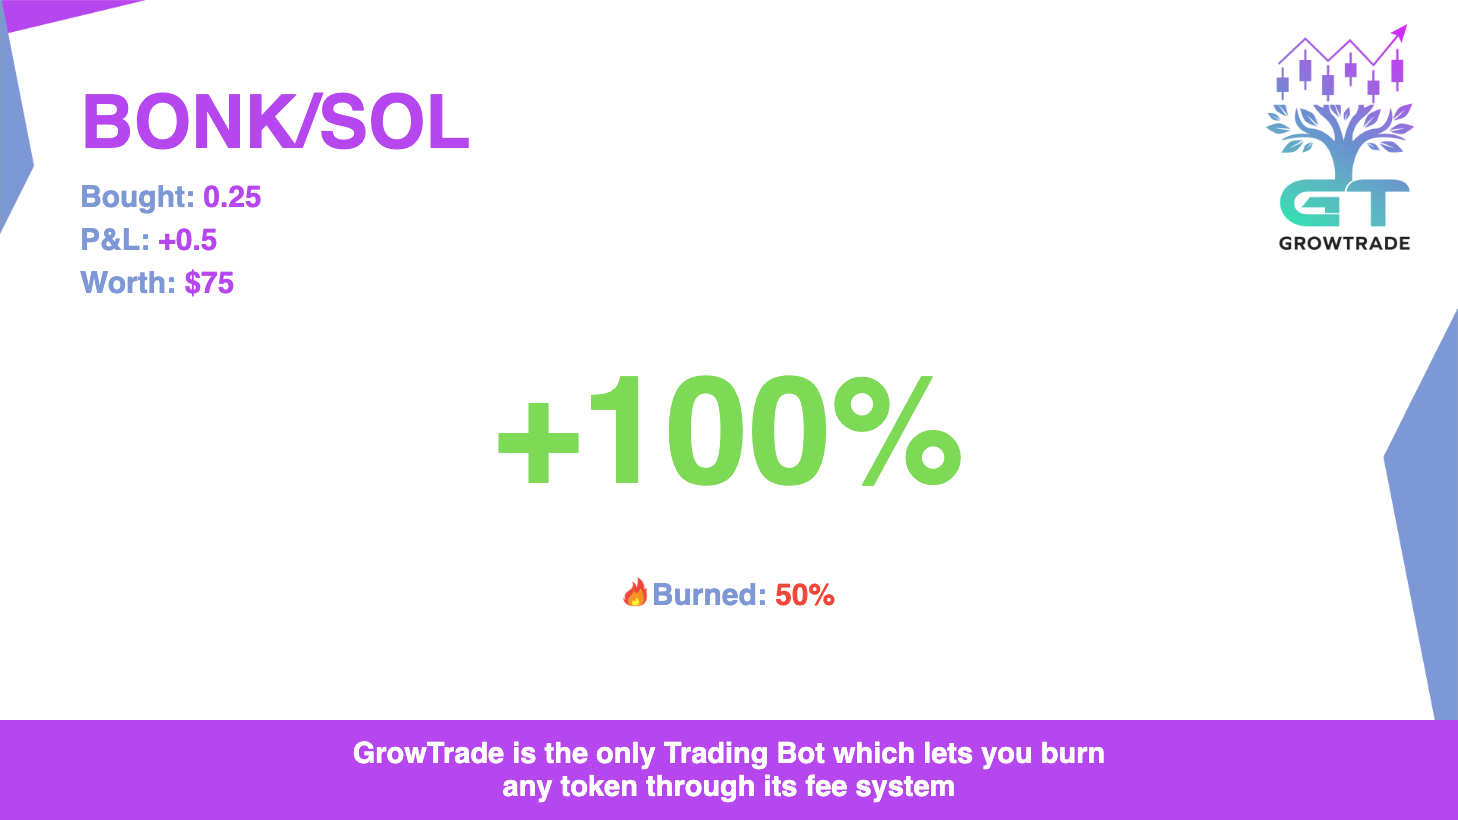 BONK/SOL
Bought: 0.25
P&L: +0.5
Worth: $75
GT
GROWTRADE
+100%
🔥Burned: 50%
GrowTrade is the only Trading Bot which lets you burn
any token through its fee system